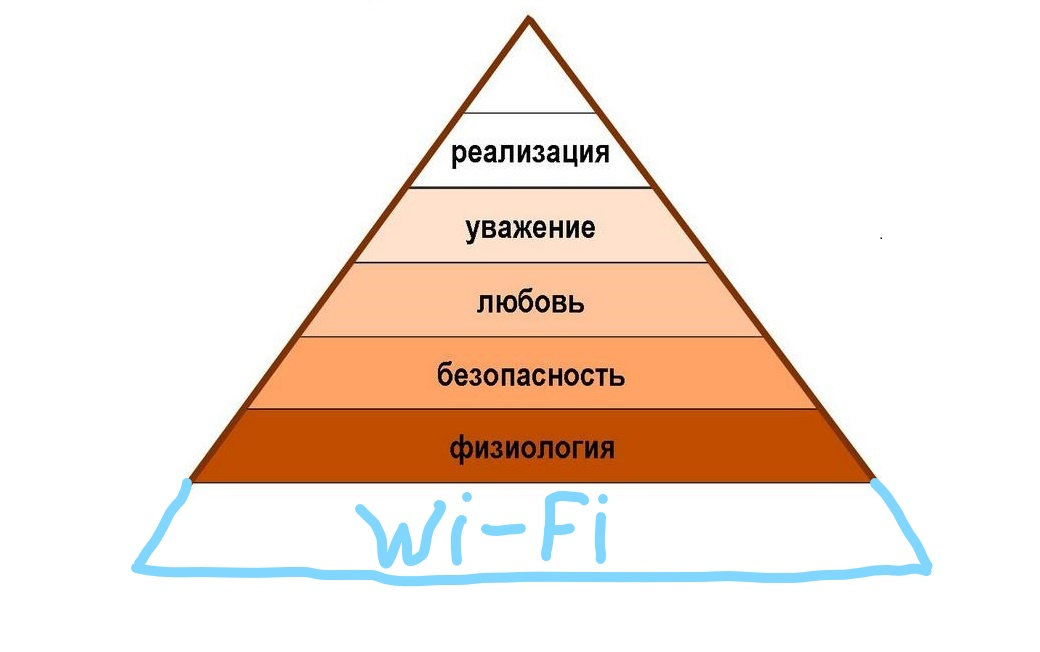 реализация
уважение
любовь
безопасность
физиология
Wi-Fi